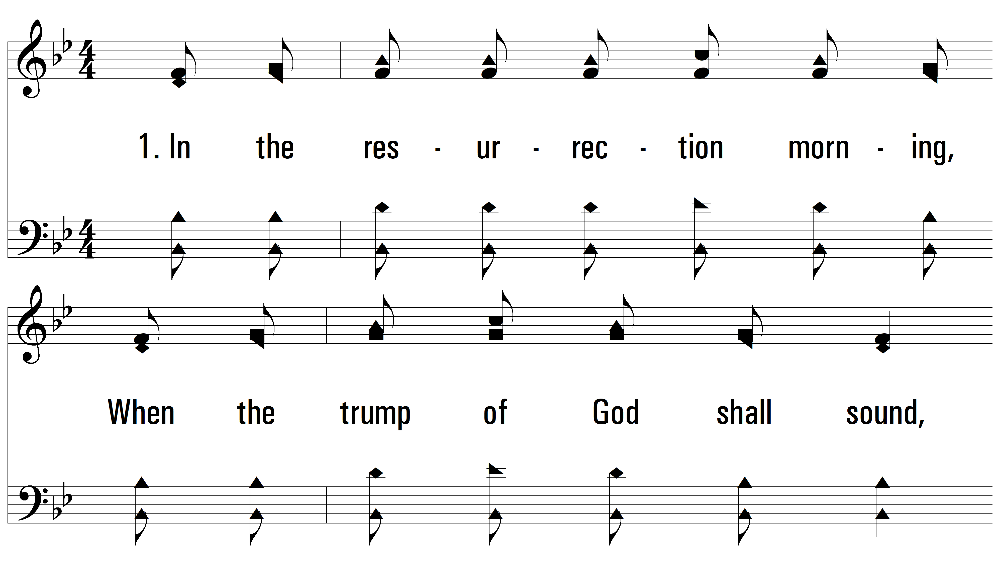 1. In the res - ur - rec - tion morn - ing,
When the trump of God shall sound,